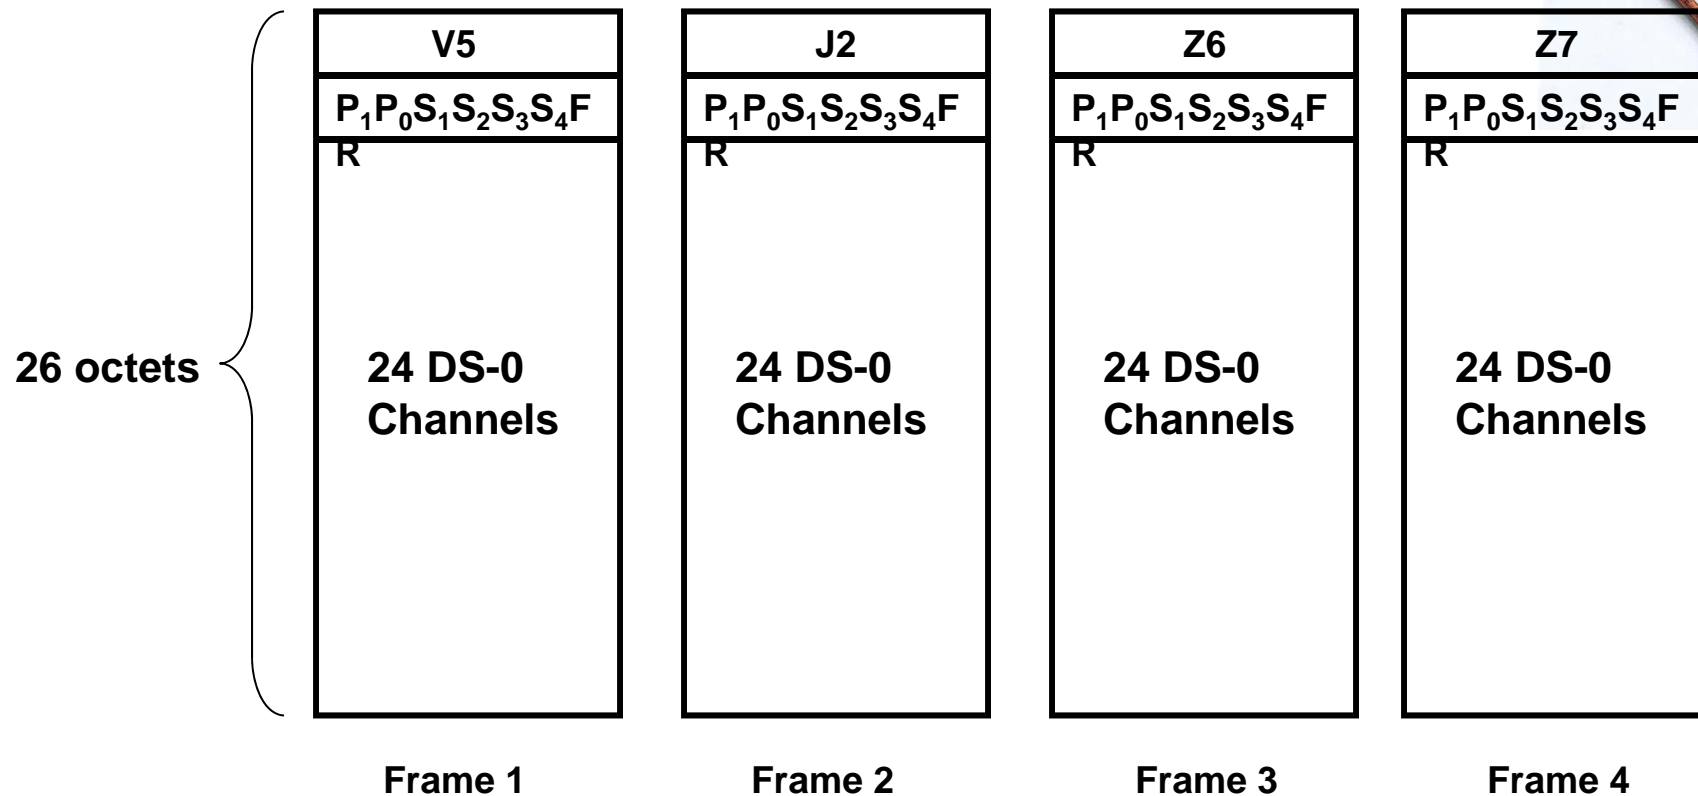 V5
J2
Z6
Z7
P₁P₀S₁S₂S₃S₄F
R
P₁P₀S₁S₂S₃S₄F
R
P₁P₀S₁S₂S₃S₄F
R
P₁P₀S₁S₂S₃S₄F
R
26 octets
24 DS-0
Channels
24 DS-0
Channels
24 DS-0
Channels
24 DS-0
Channels
Frame 1
Frame 2
Frame 3
Frame 4